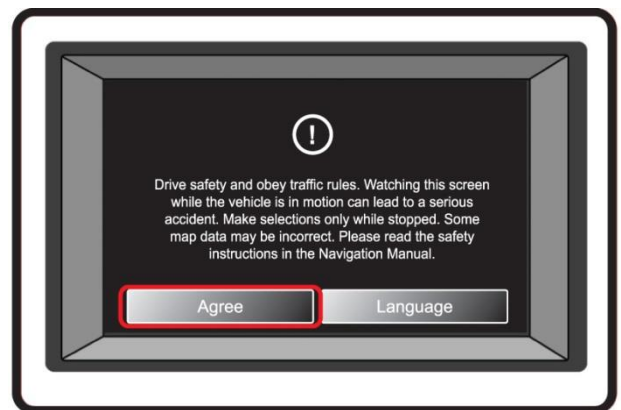 Drive safety and obey traffic rules. Watching this screen
while the vehicle is in motion can lead to a serious
accident. Make selections only while stopped. Some
map data may be incorrect. Please read the safety
instructions in the Navigation Manual.
Agree
Language